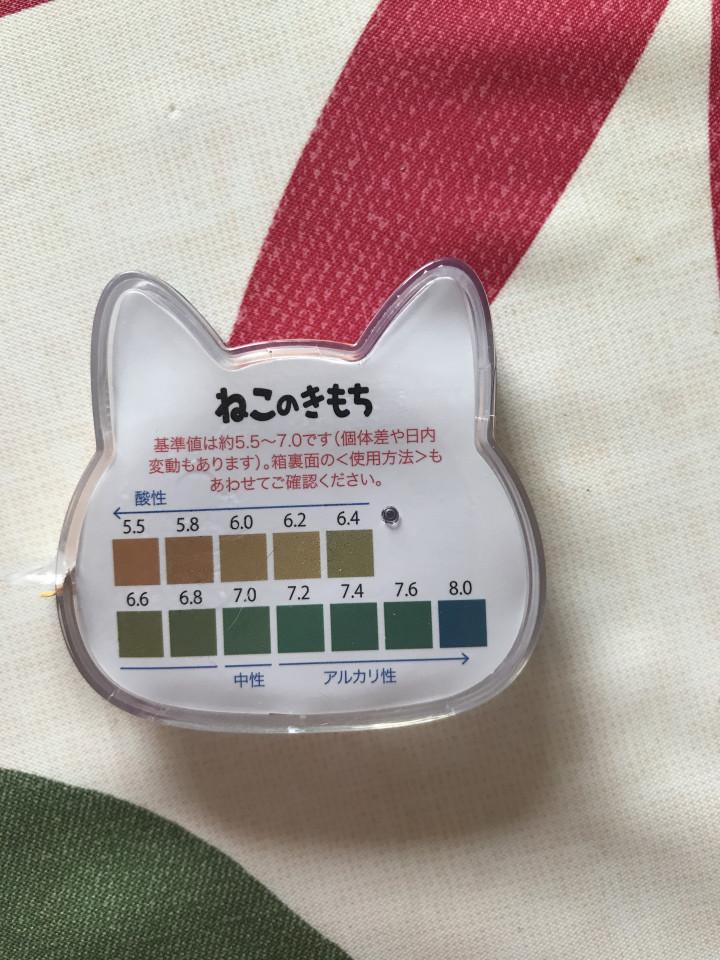 ねこのきもち
基準値は約5.5〜7.0です(個体差や日内
変動もあります)。箱裏面の<使用方法>も
あわせてご確認ください。
酸性
5.5 5.8 6.0 6.2 6.4
6.6 6.8 7.0 7.2 7.4 7.6 8.0
中性 アルカリ性